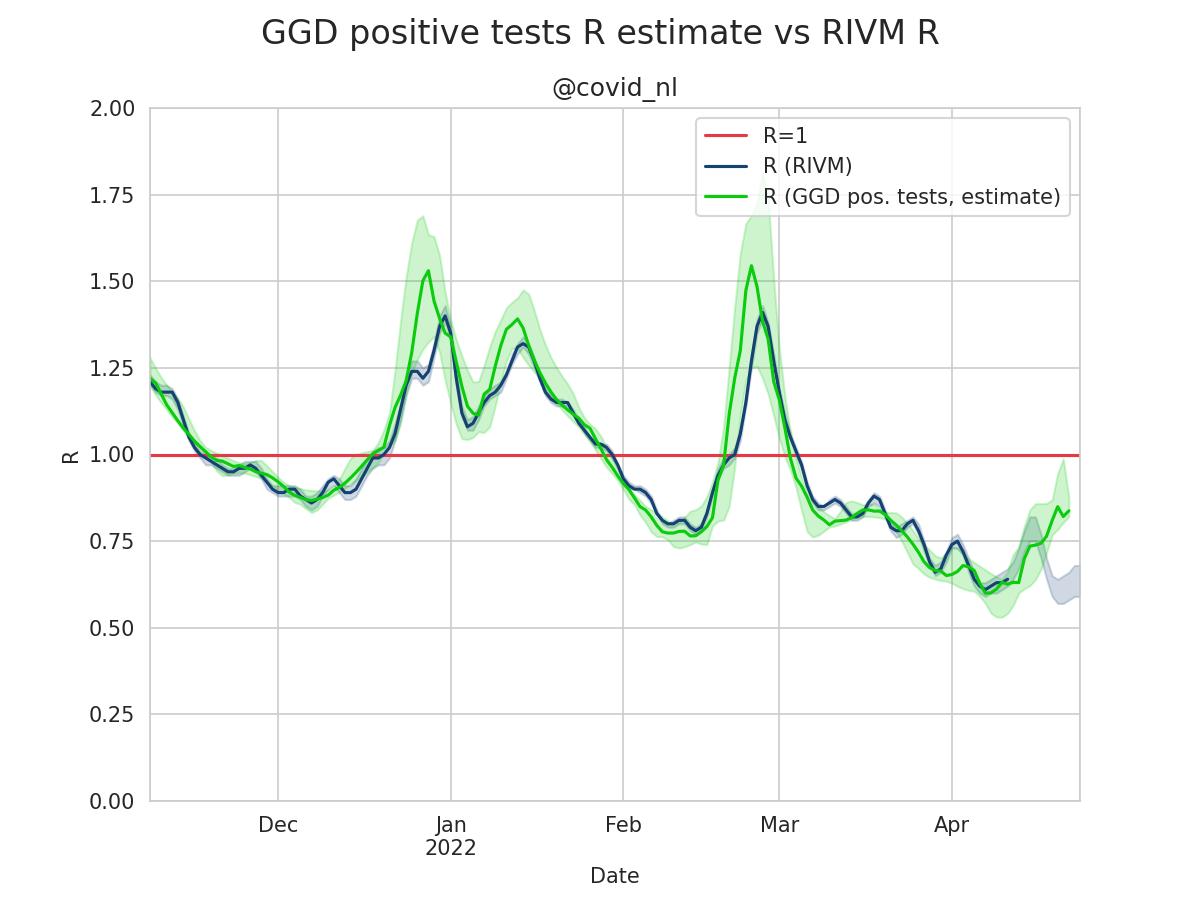 GGD positive tests R estimate vs RIVM R
@covid_nl
R=1
R (RIVM)
R (GGD pos. tests, estimate)
2.00
1.75
1.50
1.25
1.00
0.75
0.50
0.25
0.00
R
Dec
Jan
2022
Feb
Mar
Apr
Date